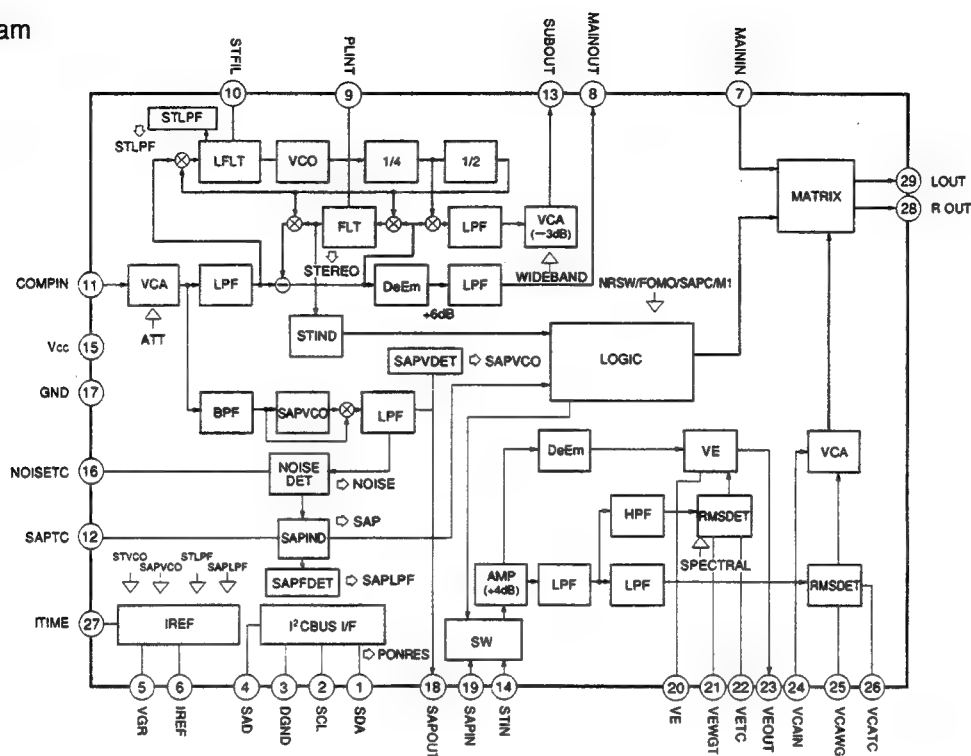 am
STFIL
PLINT
SUBOUT
MAINOUT
MAININ
10
9
13
8
7
STLPF
STLPF
LFLT
VCO
1/4
1/2
MATRIX
29
LOUT
28
R OUT
FLT
LPF
VCA
(−3dB)
STEREO
WIDEBAND
COMPIN
11
VCA
LPF
DeEm
LPF
+6dB
NRSW/FOMO/SAPC/M1
ATT
STIND
LOGIC
Vcc
15
SAPVDET
SAPVCO
GND
17
BPF
SAPVCO
LPF
NOISETC
16
NOISE
DET
NOISE
DeEm
VE
VCA
SAPTC
12
SAPIND
SAP
HPF
RMSDET
SPECTRAL
STVCO
SAPVCO
STLPF
SAPLPF
SAPFDET
SAPLPF
AMP
(+4dB)
LPF
LPF
RMSDET
ITIME
27
IREF
I²CBUS I/F
PONRES
SW
5
6
4
3
2
1
18
19
14
20
21
22
23
24
25
26
VGR
IREF
SAD
DGND
SCL
SDA
SAPOUT
SAPIN
STIN
VE
VEWGT
VETC
VEOUT
VCAIN
VCAWGT
VCATC